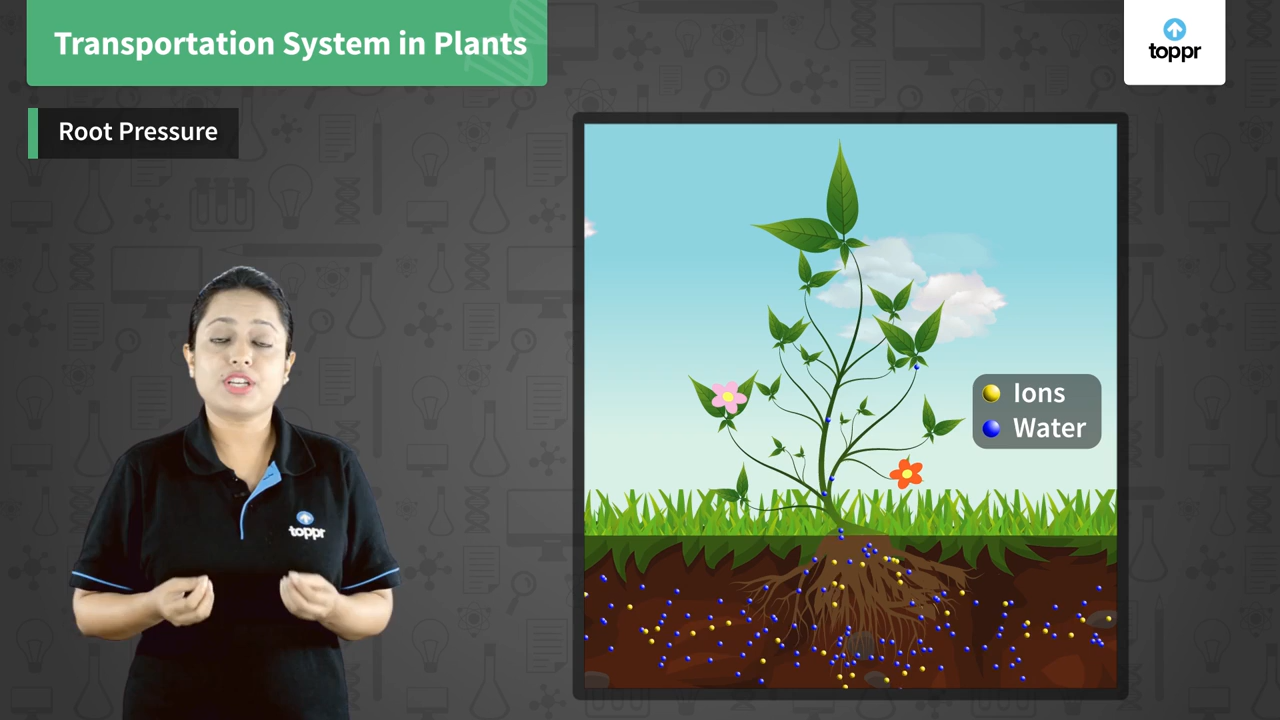 Transportation System in Plants
toppr
Root Pressure
Ions
Water
toppr